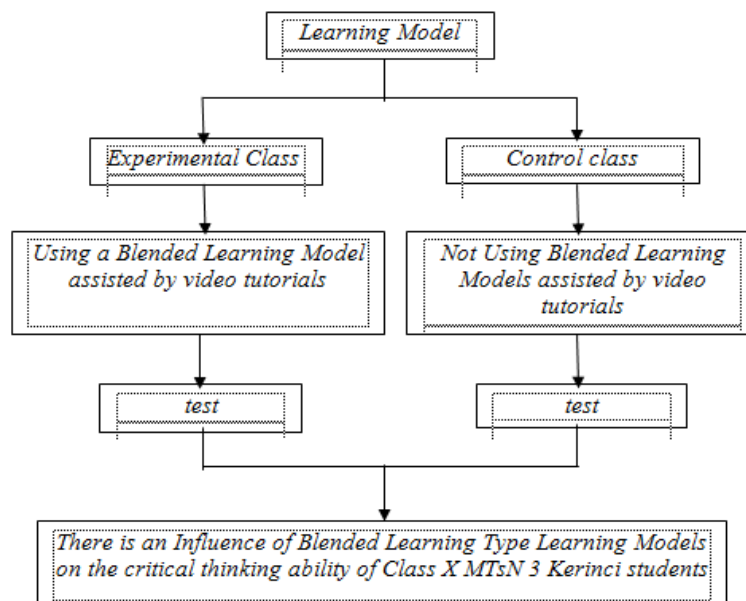 Learning Model
Experimental Class
Control class
Using a Blended Learning Model
assisted by video tutorials
Not Using Blended Learning
Models assisted by video
tutorials
test
test
There is an Influence of Blended Learning Type Learning Models
on the critical thinking ability of Class X MTsN 3 Kerinci students